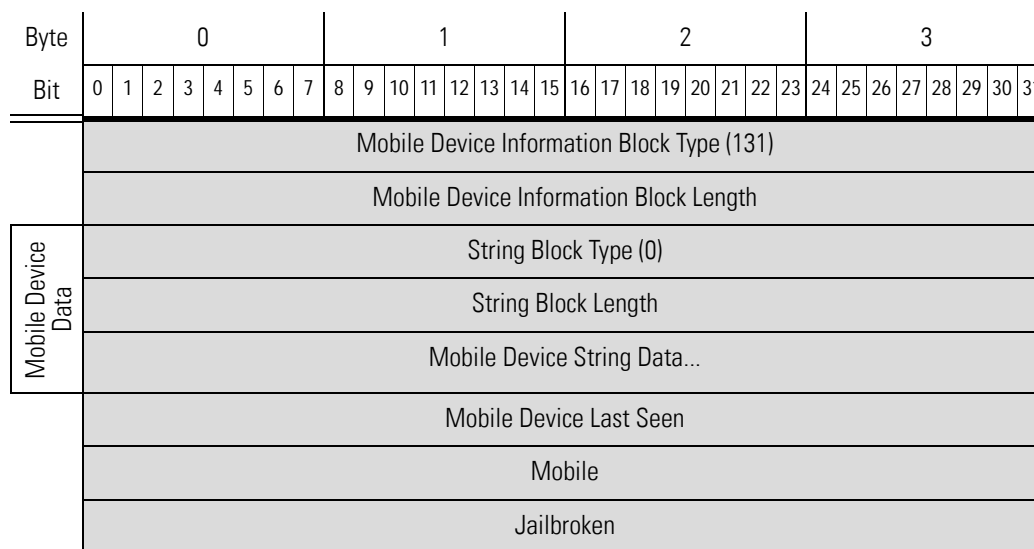 Byte 0 1 2 3
Bit 0 1 2 3 4 5 6 7 8 9 10 11 12 13 14 15 16 17 18 19 20 21 22 23 24 25 26 27 28 29 30 3
Mobile Device Information Block Type (131)
Mobile Device Information Block Length
Mobile Device
Data
String Block Type (0)
String Block Length
Mobile Device String Data...
Mobile Device Last Seen
Mobile
Jailbroken